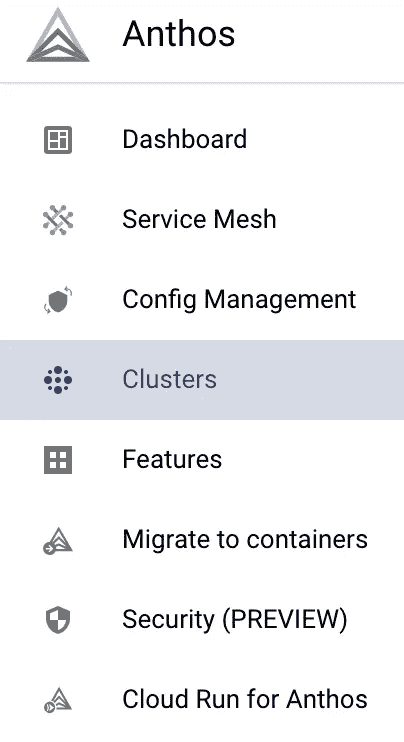 Anthos
Dashboard
Service Mesh
Config Management
Clusters
Features
Migrate to containers
Security (PREVIEW)
Cloud Run for Anthos